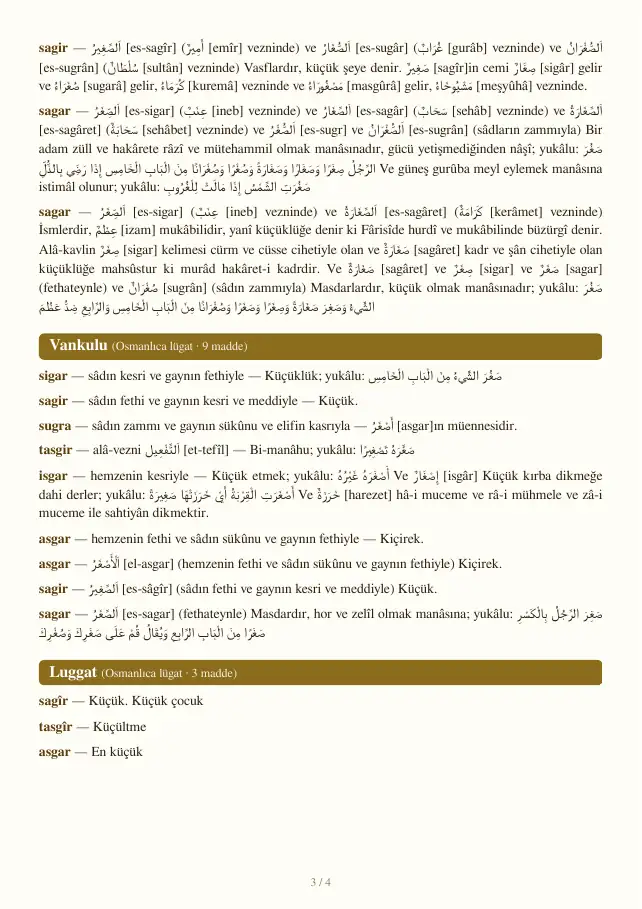 sagir — اَلصَّغِيرُ [es-sagîr] (أَمِيرٌ [emîr] vezninde) ve اَلصُّغَارُ [es-sugâr] (غُرَابٌ [gurâb] vezninde) ve اَلصُّغْرَانُ
[es-sugrân] (سُلْطَانٌ [sultân] vezninde) Vasflardır, küçük şeye denir. صَغِيرٌ [sagîr]in cemi صِغَارٌ [sigâr] gelir
ve صُغَرَاءُ [sugarâ] gelir, كُرَمَاءُ [kuremâ] vezninde ve مَصْغُورَاءُ [masgûrâ] gelir, مَشْيُوخَاءُ [meşyûhâ] vezninde.
sagar — اَلصِّغَرُ [es-sigar] (عِنَبٌ [ineb] vezninde) ve اَلصَّغَارُ [es-sagâr] (سَحَابٌ [sehâb] vezninde) ve اَلصَّغَارَةُ
[es-sagâret] (سَحَابَةٌ [sehâbet] vezninde) ve اَلصُّغْرُ [es-sugr] ve اَلصُّغْرَانُ [es-sugrân] (sâdların zammıyla) Bir
adam züll ve hakârete râzî ve mütehammil olmak manâsınadır, gücü yetişmediğinden nâşî; yukâlu: صَغُرَ
الرَّجُلُ صِغَرًا وَصَغَارًا وَصَغَارَةً وَصُغْرًا وَصُغْرَانًا مِنَ الْبَابِ الْخَامِسِ إِذَا رَضِيَ بِالذُّلِّ Ve güneş gurûba meyl eylemek manâsına
istimâl olunur; yukâlu: صَغُرَتِ الشَّمْسُ إِذَا مَالَتْ لِلْغُرُوبِ
sagar — اَلصِّغَرُ [es-sigar] (عِنَبٌ [ineb] vezninde) ve اَلصَّغَارَةُ [es-sagâret] (كَرَامَةٌ [kerâmet] vezninde)
İsmlerdir, عِظَمٌ [izam] mukâbilidir, yanî küçüklüğe denir ki Fârisîde hurdî ve mukâbilinde büzürgî denir.
Alâ-kavlin صِغَرٌ [sigar] kelimesi cürm ve cüsse cihetiyle olan ve صَغَارَةٌ [sagâret] kadr ve şân cihetiyle olan
küçüklüğe mahsûstur ki murâd hakâret-i kadrdir. Ve صَغَارَةٌ [sagâret] ve صِغَرٌ [sigar] ve صَغَرٌ [sagar]
(fethateynle) ve صُغْرَانٌ [sugrân] (sâdın zammıyla) Masdarlardır, küçük olmak manâsınadır; yukâlu: صَغُرَ
الشَّيْءُ وَصَغِرَ صَغَارَةً وَصِغَرًا وَصَغَرًا وَصُغْرَانًا مِنَ الْبَابِ الْخَامِسِ وَالرَّابِعِ ضِدُّ عَظُمَ
Vankulu (Osmanlıca lügat · 9 madde)
sigar — sâdın kesri ve gaynın fethiyle — Küçüklük; yukâlu: صَغُرَ الشَّيْءُ مِنَ الْبَابِ الْخَامِسِ
sagir — sâdın fethi ve gaynın kesri ve meddiyle — Küçük.
sugra — sâdın zammı ve gaynın sükûnu ve elifin kasrıyla — أَصْغَرُ [asgar]ın müennesidir.
tasgir — alâ-vezni اَلتَّفْعِيل [et-tefîl] — Bi-manâhu; yukâlu: صَغَّرَهُ تَصْغِيرًا
isgar — hemzenin kesriyle — Küçük etmek; yukâlu: أَصْغَرَهُ غَيْرُهُ Ve إِصْغَارٌ [isgâr] Küçük kırba dikmeğe
dahi derler; yukâlu: أَصْغَرَتِ الْقِرْبَةُ أَيْ خَرَزَتْهَا صَغِيرَةً Ve خَرَزَةٌ [harezet] hâ-i muceme ve râ-i mühmele ve zâ-i
muceme ile sahtiyân dikmektir.
asgar — hemzenin fethi ve sâdın sükûnu ve gaynın fethiyle — Kiçirek.
asgar — اَلْأَصْغَرُ [el-asgar] (hemzenin fethi ve sâdın sükûnu ve gaynın fethiyle) Kiçirek.
sagir — اَلصَّغِيرُ [es-sâgîr] (sâdın fethi ve gaynın kesri ve meddiyle) Küçük.
sagar — اَلصَّغَرُ [es-sagar] (fethateynle) Masdardır, hor ve zelîl olmak manâsına; yukâlu: صَغِرَ الرَّجُلُ بِالْكَسْرِ
صَغَرًا مِنَ الْبَابِ الرَّابِعِ وَيُقَالُ قُمْ عَلَى صَغَرِكَ وَصُغْرِكَ
Luggat (Osmanlıca lügat · 3 madde)
sagîr — Küçük. Küçük çocuk
tasgîr — Küçültme
asgar — En küçük
3 / 4